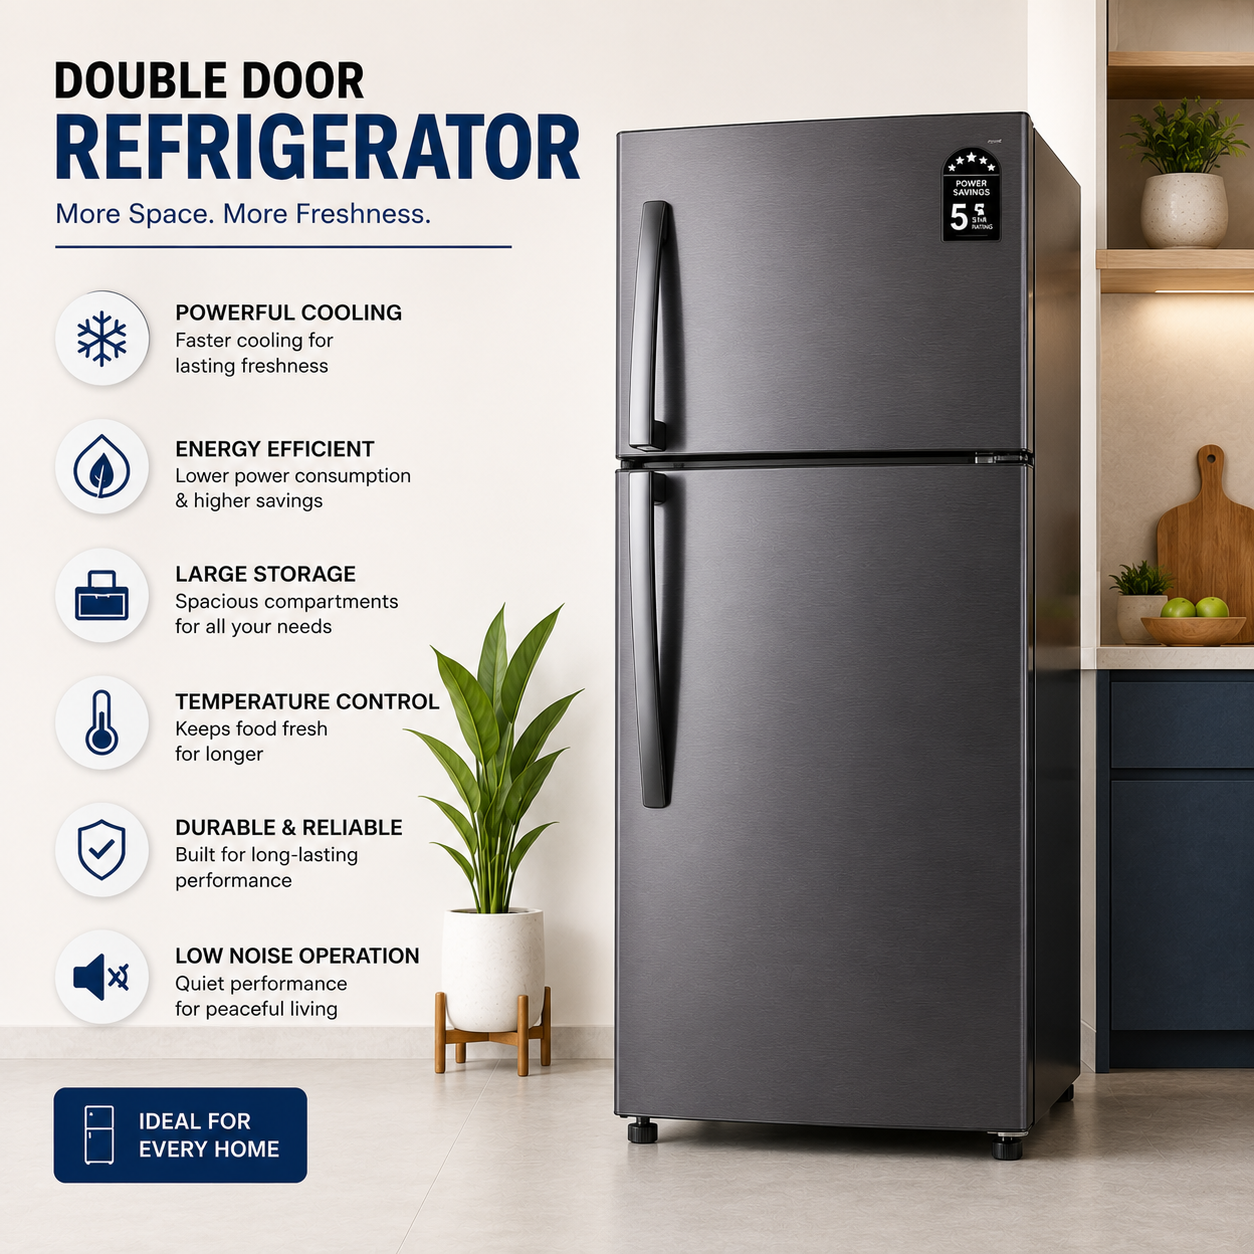 DOUBLE DOOR
REFRIGERATOR
More Space. More Freshness.
POWERFUL COOLING
Faster cooling for
lasting freshness
ENERGY EFFICIENT
Lower power consumption
& higher savings
LARGE STORAGE
Spacious compartments
for all your needs
TEMPERATURE CONTROL
Keeps food fresh
for longer
DURABLE & RELIABLE
Built for long-lasting
performance
LOW NOISE OPERATION
Quiet performance
for peaceful living
IDEAL FOR
EVERY HOME
POWER
SAVINGS
5
RATING